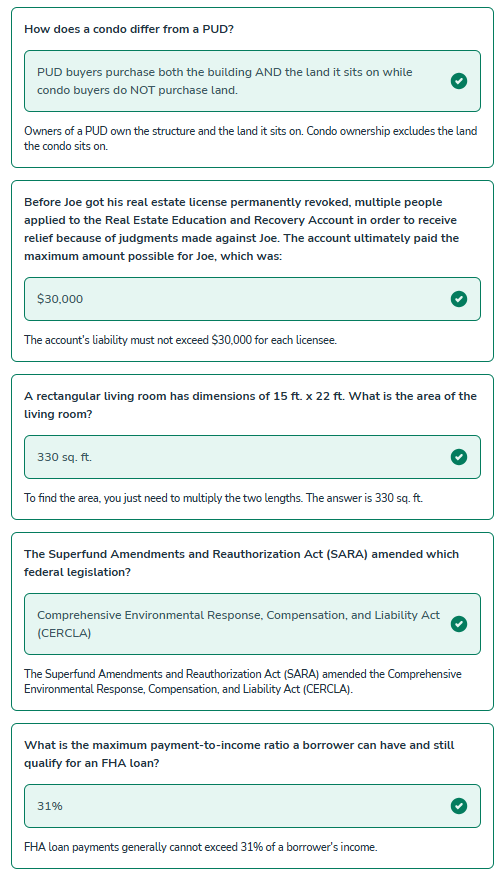 How does a condo differ from a PUD?
PUD buyers purchase both the building AND the land it sits on while
condo buyers do NOT purchase land.
Owners of a PUD own the structure and the land it sits on. Condo ownership excludes the land
the condo sits on.
Before Joe got his real estate license permanently revoked, multiple people
applied to the Real Estate Education and Recovery Account in order to receive
relief because of judgments made against Joe. The account ultimately paid the
maximum amount possible for Joe, which was:
$30,000
The account's liability must not exceed $30,000 for each licensee.
A rectangular living room has dimensions of 15 ft. x 22 ft. What is the area of the
living room?
330 sq. ft.
To find the area, you just need to multiply the two lengths. The answer is 330 sq. ft.
The Superfund Amendments and Reauthorization Act (SARA) amended which
federal legislation?
Comprehensive Environmental Response, Compensation, and Liability Act
(CERCLA)
The Superfund Amendments and Reauthorization Act (SARA) amended the Comprehensive
Environmental Response, Compensation, and Liability Act (CERCLA).
What is the maximum payment-to-income ratio a borrower can have and still
qualify for an FHA loan?
31%
FHA loan payments generally cannot exceed 31% of a borrower's income.